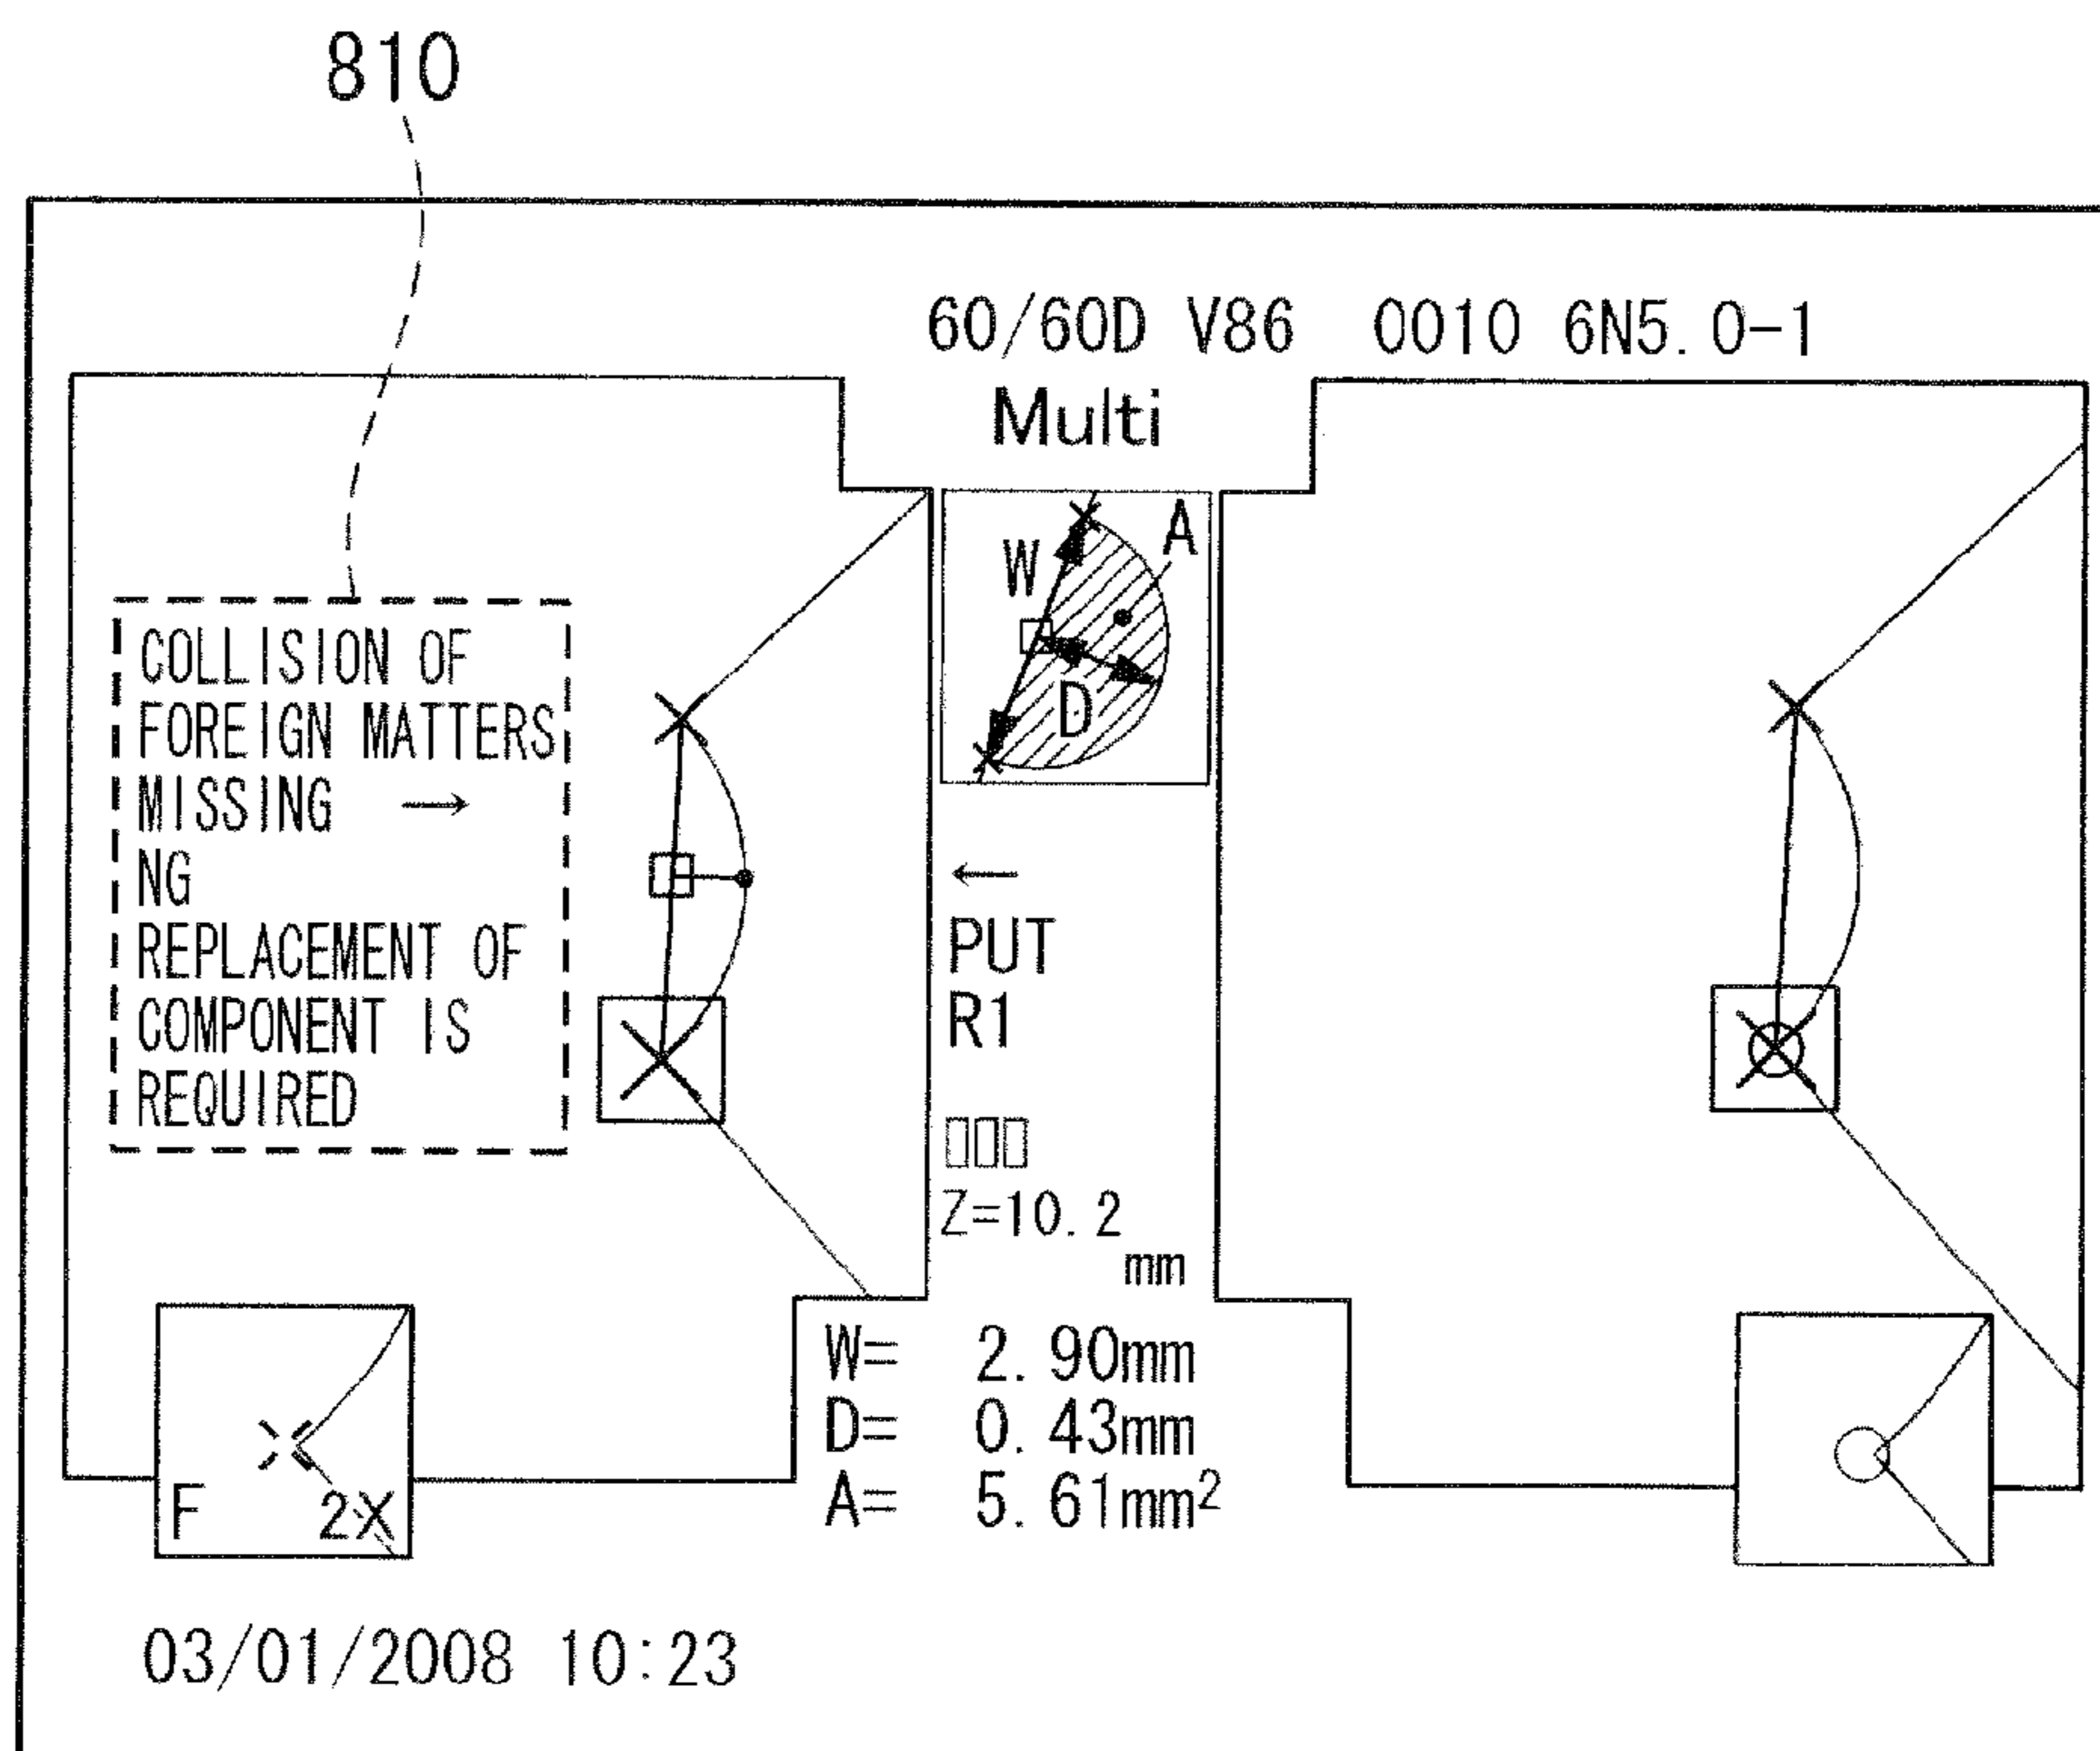 810
60/60D V86 0010 6N5.0-1
Multi
W
A
D
COLLISION OF
FOREIGN MATTERS
MISSING →
NG
REPLACEMENT OF
COMPONENT IS
REQUIRED
←
PUT
R1
Z=10.2
mm
W= 2.90mm
D= 0.43mm
A= 5.61mm²
F 2X
03/01/2008 10:23